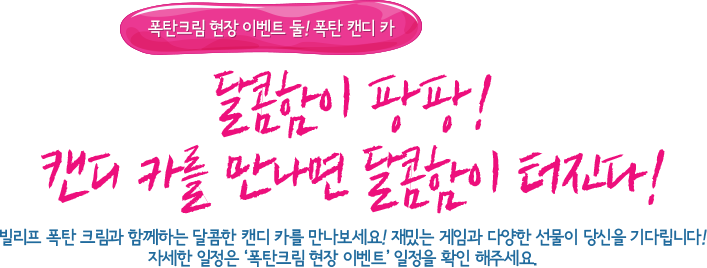 폭탄크림 현장 이벤트 둘! 폭탄 캔디 카
달콤함이 팡팡!
캔디 카를 만나면 달콤함이 터진다!
빌리프 폭탄 크림과 함께하는 달콤한 캔디 카를 만나보세요! 재밌는 게임과 다양한 선물이 당신을 기다립니다!
자세한 일정은 ‘폭탄크림 현장 이벤트’ 일정을 확인 해주세요.